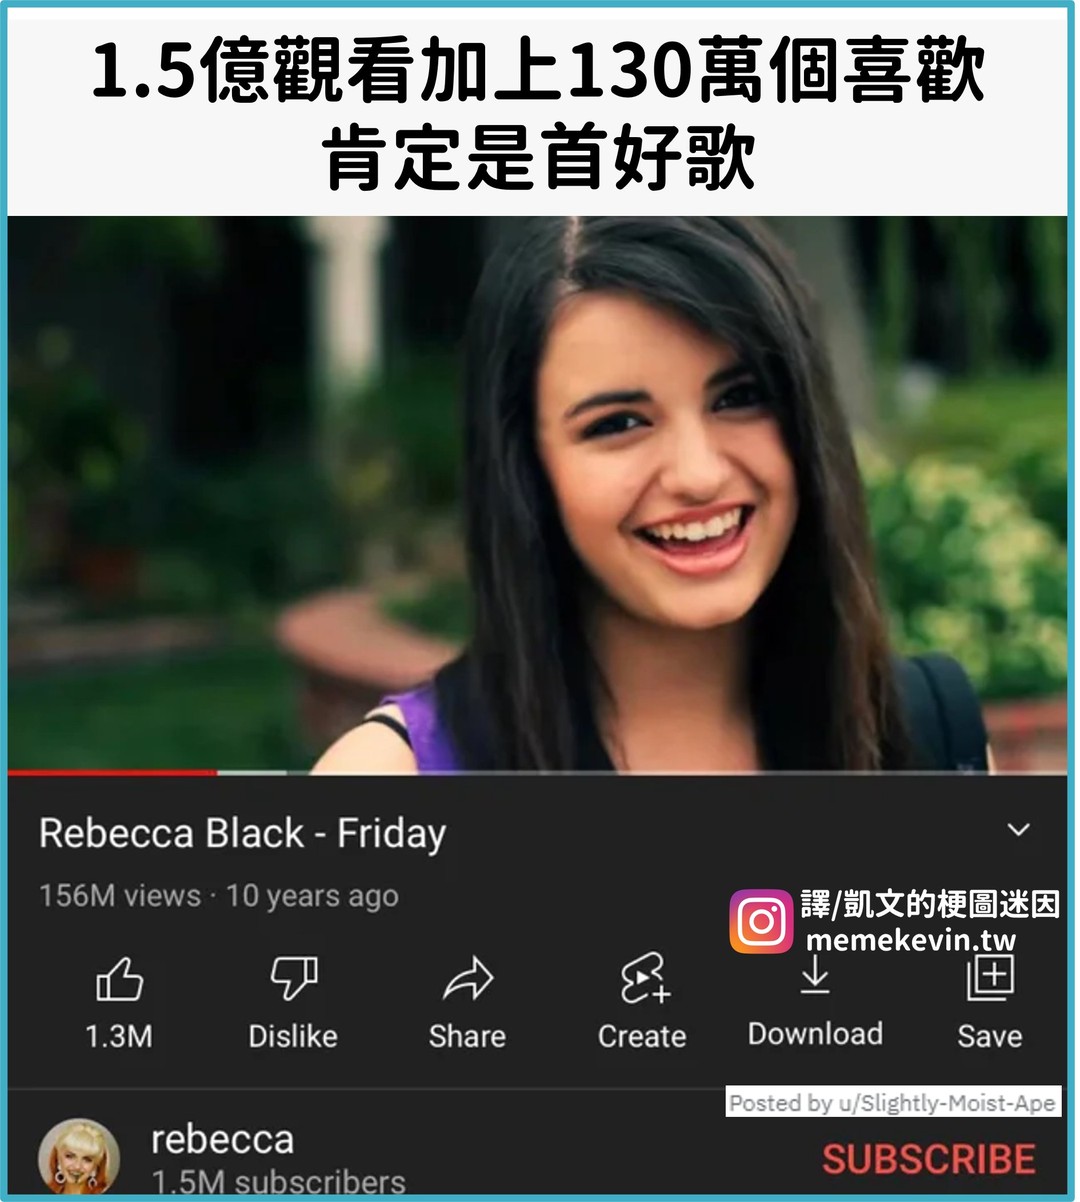 1.5億觀看加上130萬個喜歡
肯定是首好歌
Rebecca Black - Friday
156M views · 10 years ago
譯/凱文的梗圖迷因
memekevin.tw
1.3M
Dislike
Share
Create
Download
Save
Posted by u/Slightly-Moist-Ape
rebecca
1.5M subscribers
SUBSCRIBE